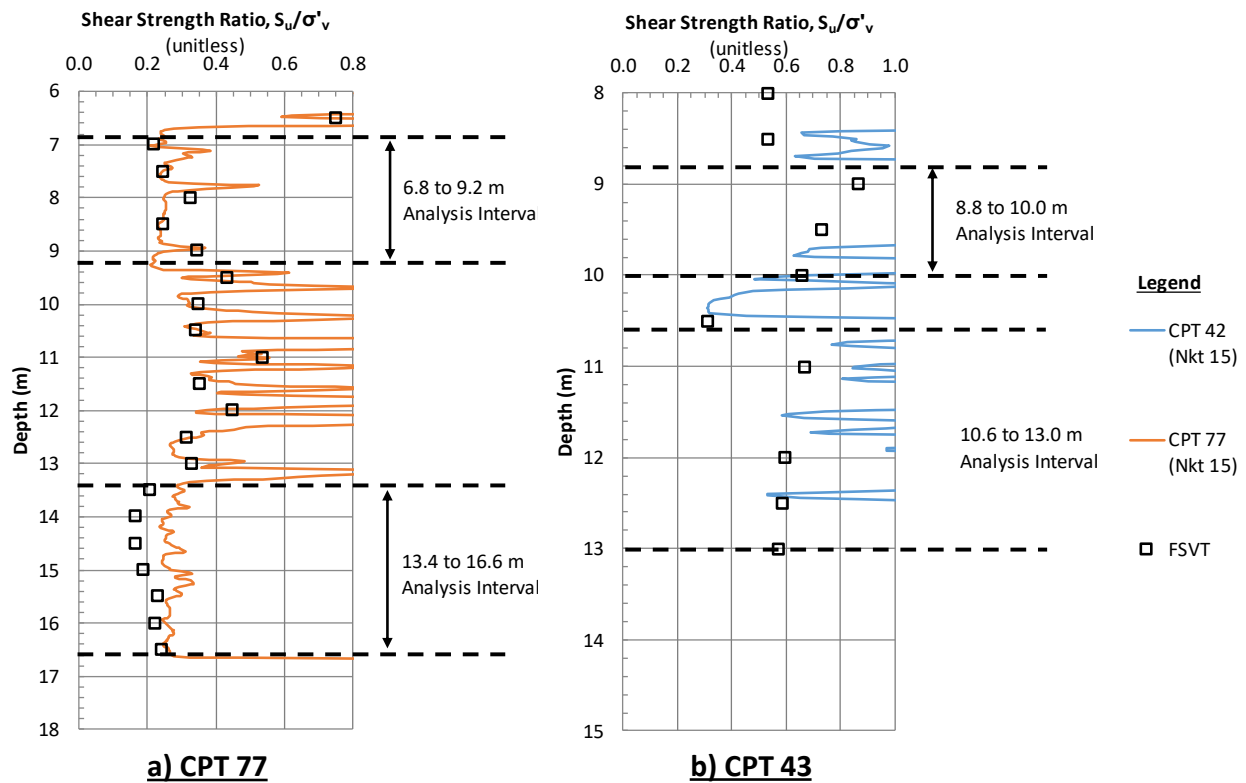 Shear Strength Ratio, Su/σ'v
(unitless)
0.0 0.2 0.4 0.6 0.8
6
7
8
9
10
11
12
13
14
15
16
17
18
Depth (m)
6.8 to 9.2 m
Analysis Interval
13.4 to 16.6 m
Analysis Interval
a) CPT 77
Shear Strength Ratio, Su/σ'v
(unitless)
0.0 0.2 0.4 0.6 0.8 1.0
8
9
10
11
12
13
14
15
Depth (m)
8.8 to 10.0 m
Analysis Interval
10.6 to 13.0 m
Analysis Interval
b) CPT 43
Legend
CPT 42
(Nkt 15)
CPT 77
(Nkt 15)
FSVT